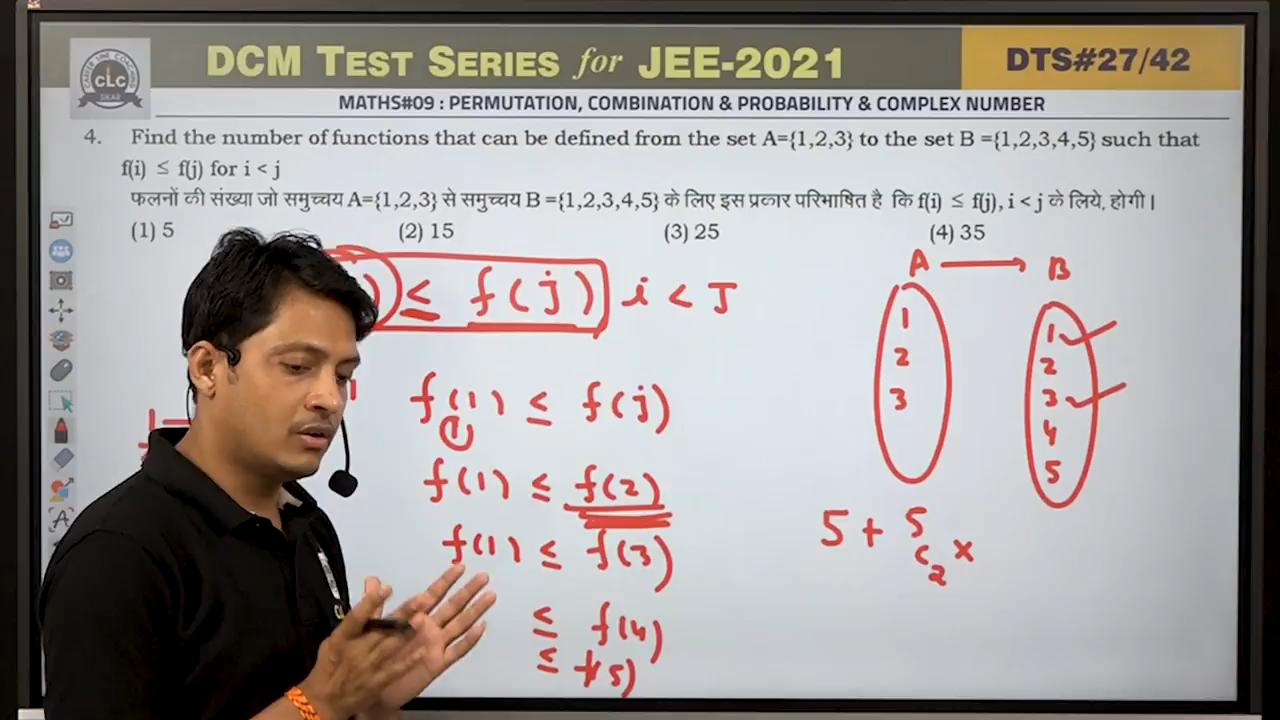 DCM TEST SERIES for JEE-2021
DTS#27/42
CAREER LINE COACHING
CLC
SIKAR
MATHS#09 : PERMUTATION, COMBINATION & PROBABILITY & COMPLEX NUMBER
4. Find the number of functions that can be defined from the set A={1,2,3} to the set B ={1,2,3,4,5} such that
f(i) ≤ f(j) for i < j
फलनों की संख्या जो समुच्चय A={1,2,3} से समुच्चय B ={1,2,3,4,5} के लिए इस प्रकार परिभाषित है कि f(i) ≤ f(j), i < j के लिये, होगी।
(1) 5 (2) 15 (3) 25 (4) 35
) ≤ f(j) i < J
A → B
1 1
2 2
3 3
4
5
f(1) ≤ f(j)
f(1) ≤ f(2)
f(1) ≤ f(3)
≤ f(4)
≤ f(5)
5 + 5c2 ×